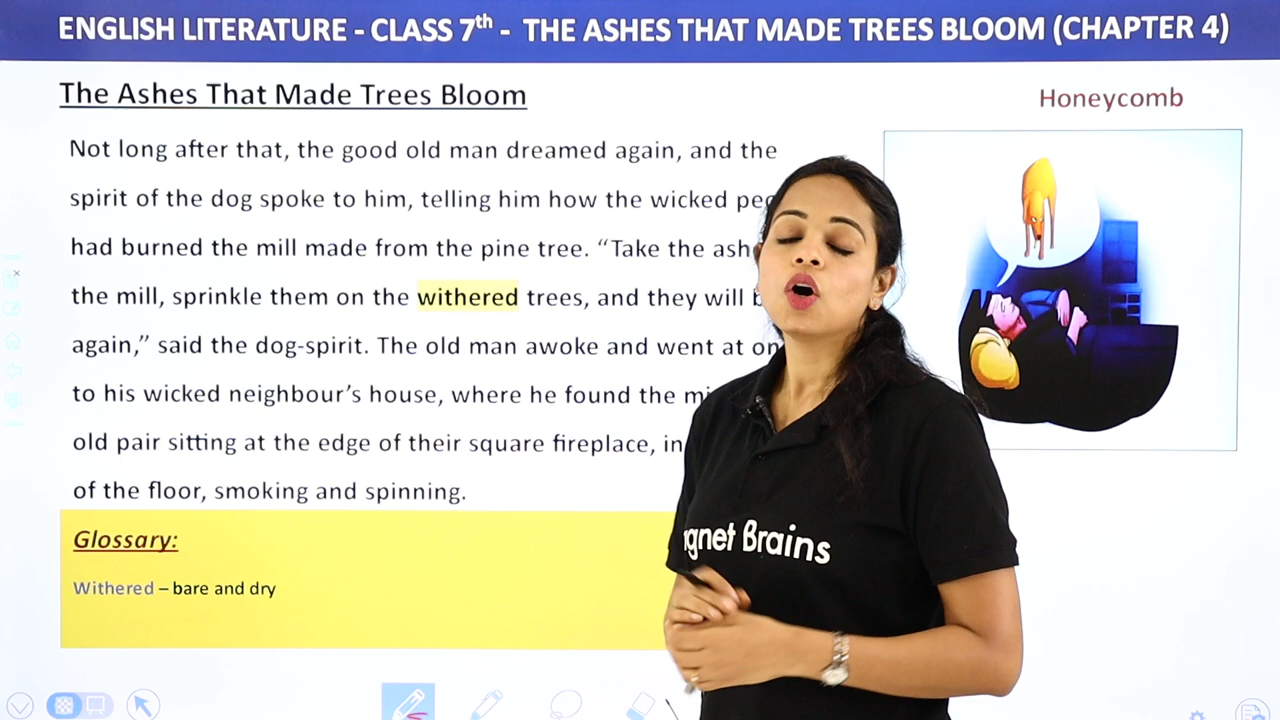 ENGLISH LITERATURE - CLASS 7th - THE ASHES THAT MADE TREES BLOOM (CHAPTER 4)
The Ashes That Made Trees Bloom
Honeycomb
Not long after that, the good old man dreamed again, and the
spirit of the dog spoke to him, telling him how the wicked
had burned the mill made from the pine tree. “Take the
the mill, sprinkle them on the withered trees, and they will
again,” said the dog-spirit. The old man awoke and went at
to his wicked neighbour’s house, where he found the
old pair sitting at the edge of their square fireplace, in
of the floor, smoking and spinning.
Glossary:
Withered – bare and dry
gnet Brains